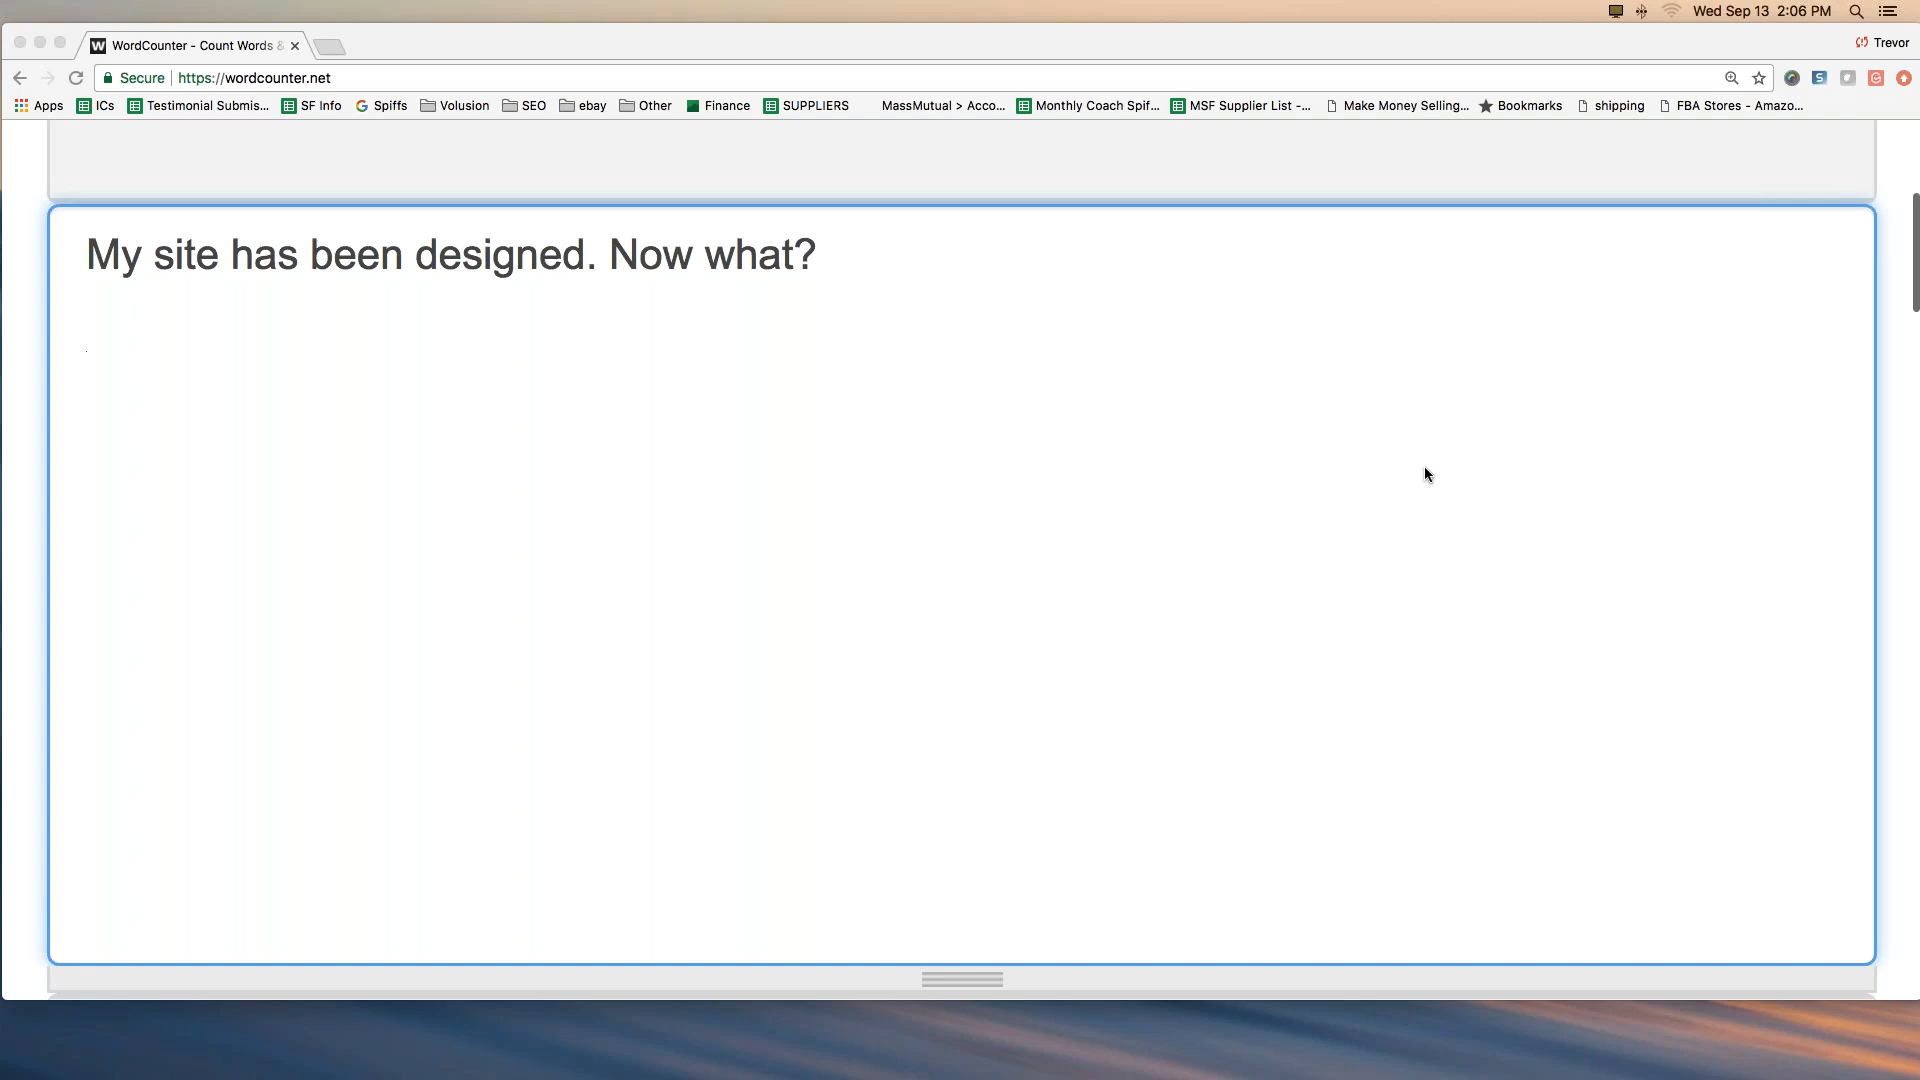 Wed Sep 13 2:06 PM
WordCounter - Count Words &
Trevor
Secure https://wordcounter.net
Apps ICs Testimonial Submis... SF Info Spiffs Volusion SEO ebay Other Finance SUPPLIERS MassMutual > Acco... Monthly Coach Spif... MSF Supplier List -... Make Money Selling... Bookmarks shipping FBA Stores - Amazo...
My site has been designed. Now what?